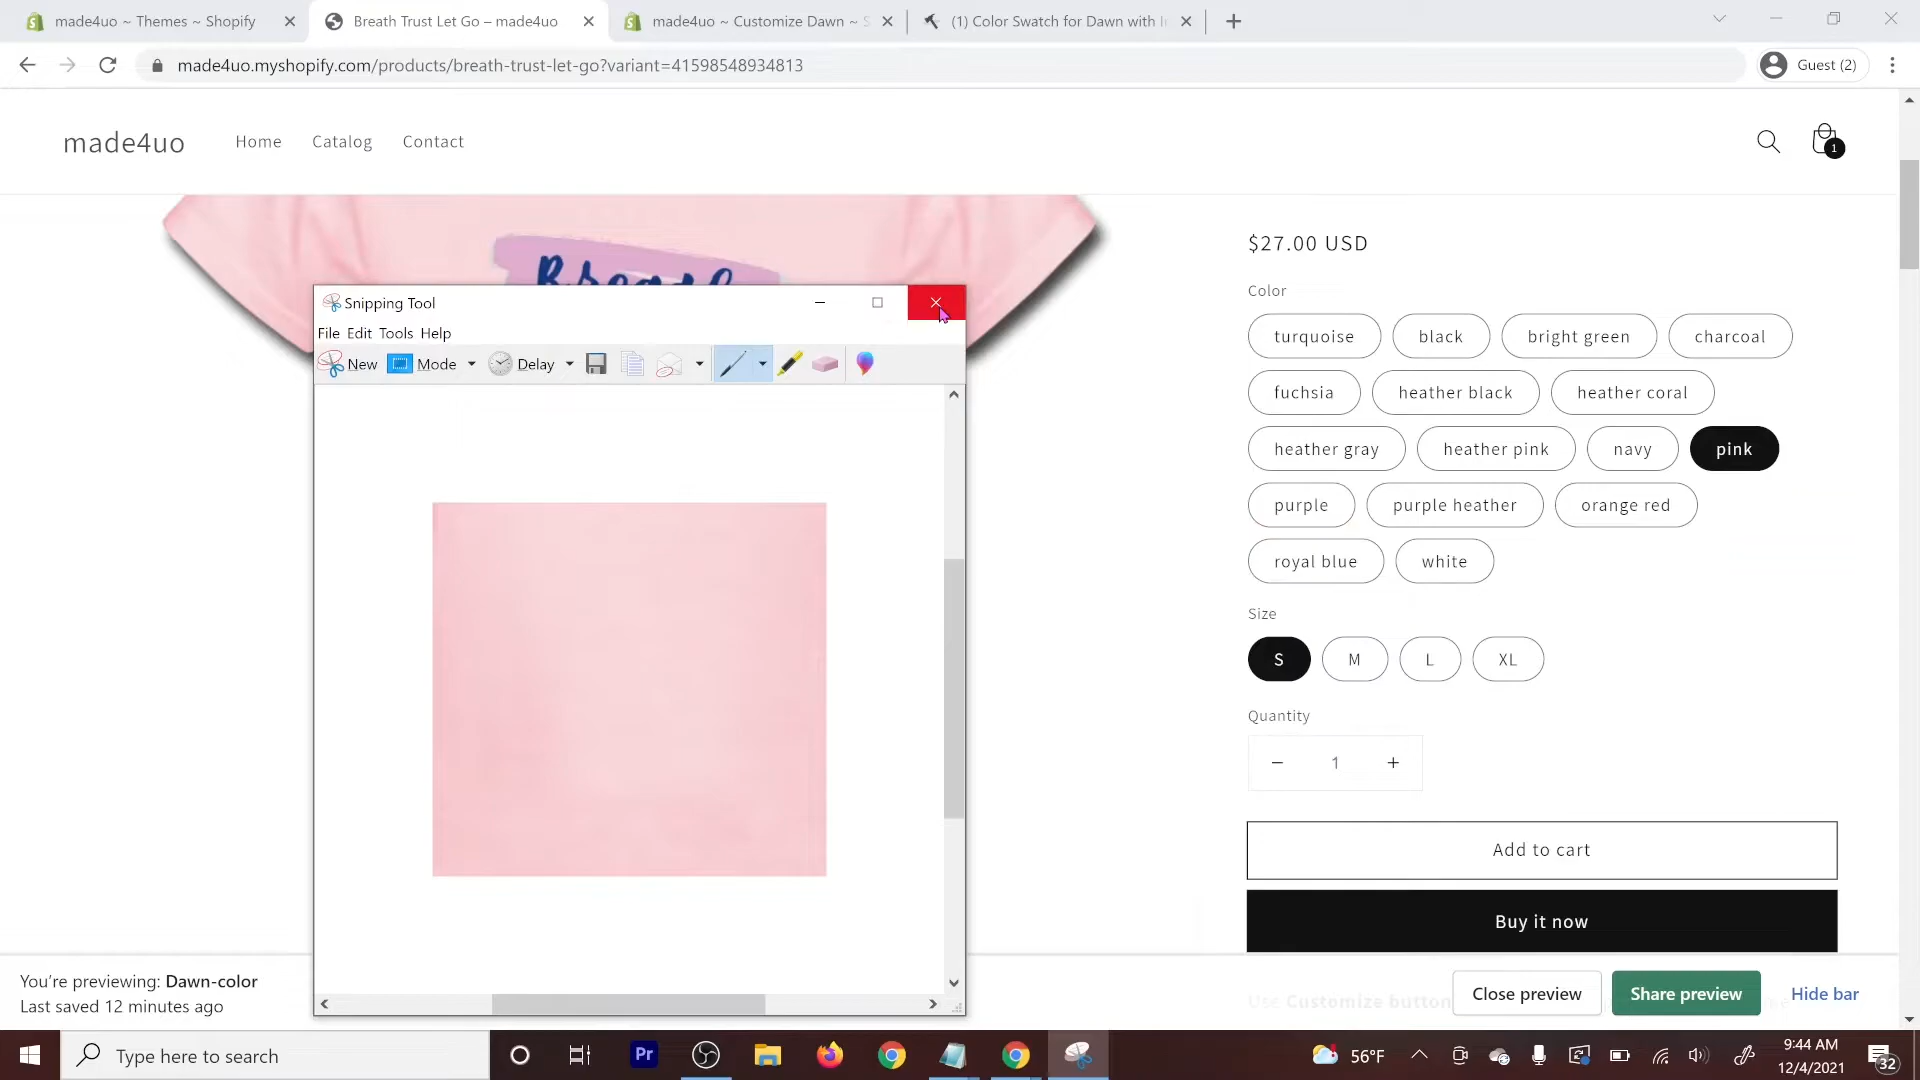 made4uo ~ Themes ~ Shopify
Breath Trust Let Go – made4uo
made4uo ~ Customize Dawn ~ S
(1) Color Swatch for Dawn with I
made4uo.myshopify.com/products/breath-trust-let-go?variant=41598548934813
Guest (2)
made4uo
Home
Catalog
Contact
1
Breath
$27.00 USD
Color
turquoise
black
bright green
charcoal
fuchsia
heather black
heather coral
heather gray
heather pink
navy
pink
purple
purple heather
orange red
royal blue
white
Size
S
M
L
XL
Quantity
1
Add to cart
Buy it now
Snipping Tool
File Edit Tools Help
New
Mode
Delay
You're previewing: Dawn-color
Last saved 12 minutes ago
Use Customize button
Close preview
Share preview
Hide bar
Type here to search
Pr
56°F
9:44 AM
12/4/2021
32